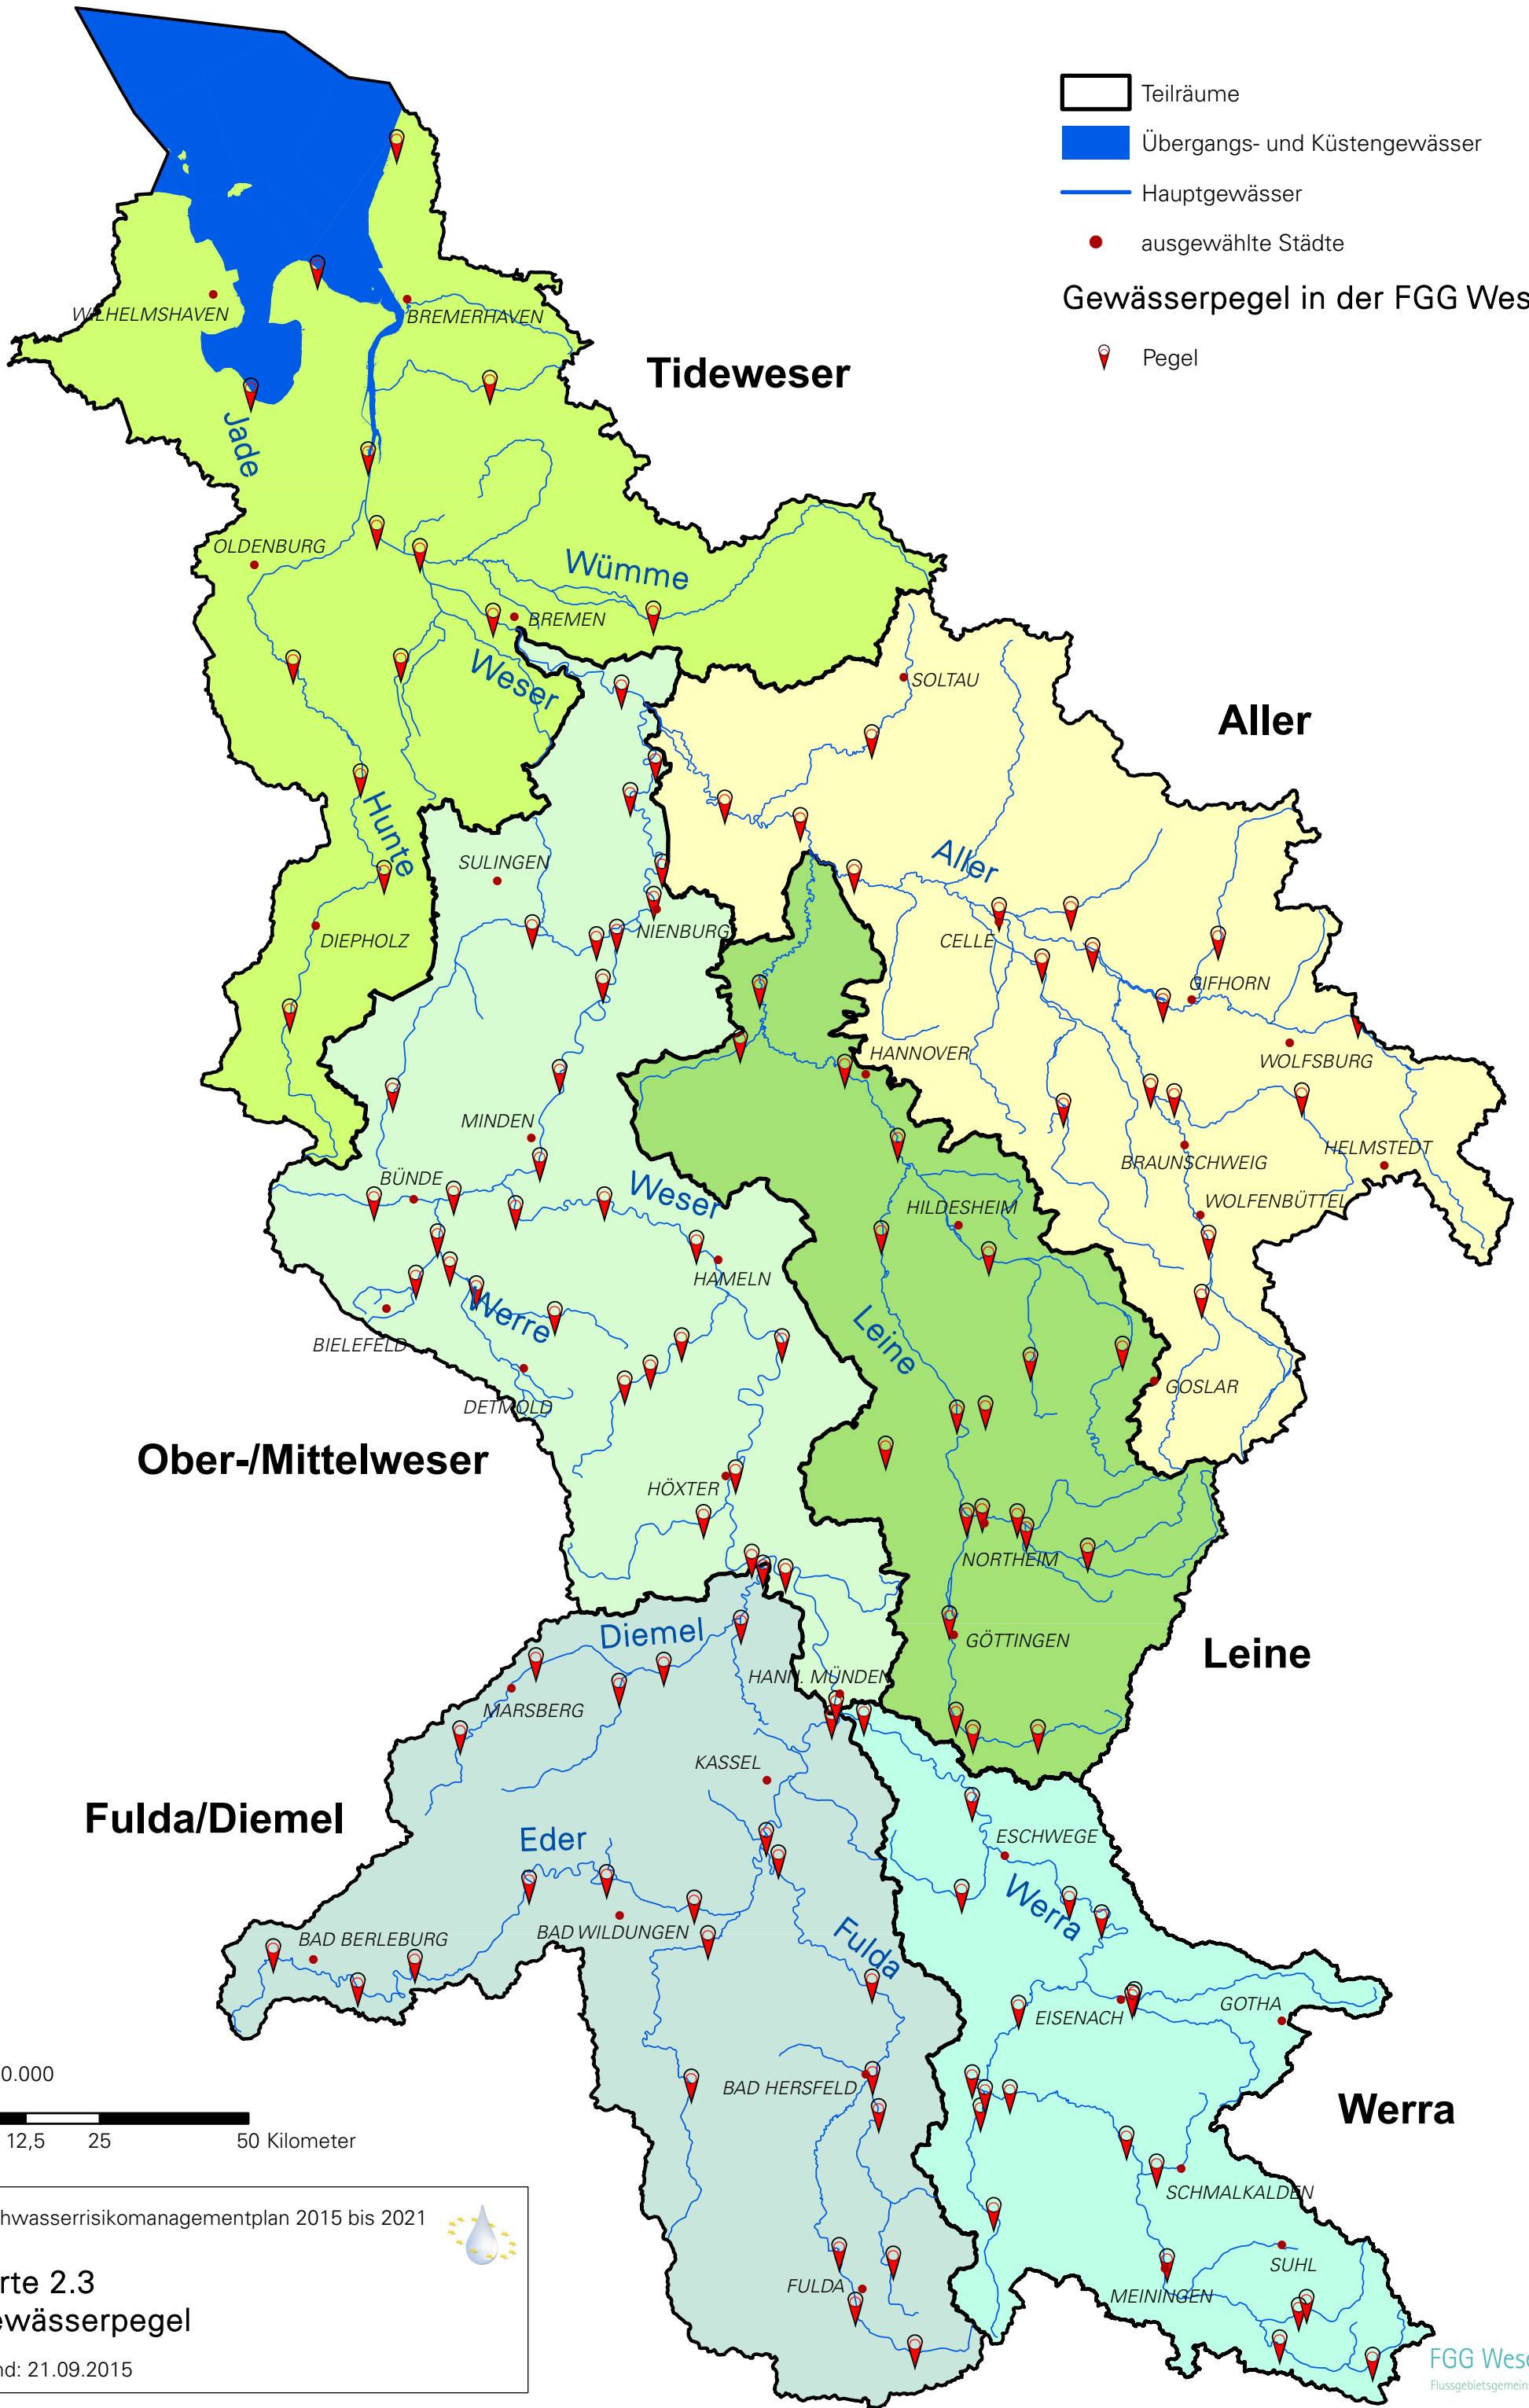 Teilräume
Übergangs- und Küstengewässer
Hauptgewässer
ausgewählte Städte
Gewässerpegel in der FGG Wes
Pegel
WILHELMSHAVEN
BREMERHAVEN
Tideweser
Jade
OLDENBURG
Wümme
BREMEN
Weser
SOLTAU
Aller
Hunte
SULINGEN
Aller
DIEPHOLZ
NIENBURG
CELLE
GIFHORN
HANNOVER
WOLFSBURG
MINDEN
BRAUNSCHWEIG
HELMSTEDT
BÜNDE
Weser
HILDESHEIM
WOLFENBÜTTEL
HAMELN
Werre
BIELEFELD
Leine
GOSLAR
DETMOLD
Ober-/Mittelweser
HÖXTER
NORTHEIM
Diemel
GÖTTINGEN
Leine
HANN. MÜNDEN
MARSBERG
KASSEL
Fulda/Diemel
Eder
ESCHWEGE
Werra
BAD WILDUNGEN
BAD BERLEBURG
Fulda
GOTHA
EISENACH
0.000
BAD HERSFELD
Werra
12,5 25 50 Kilometer
SCHMALKALDEN
hwasserrisikomanagementplan 2015 bis 2021
SUHL
rte 2.3
FULDA
MEININGEN
ewässerpegel
nd: 21.09.2015
FGG Wese
Flussgebietsgemein